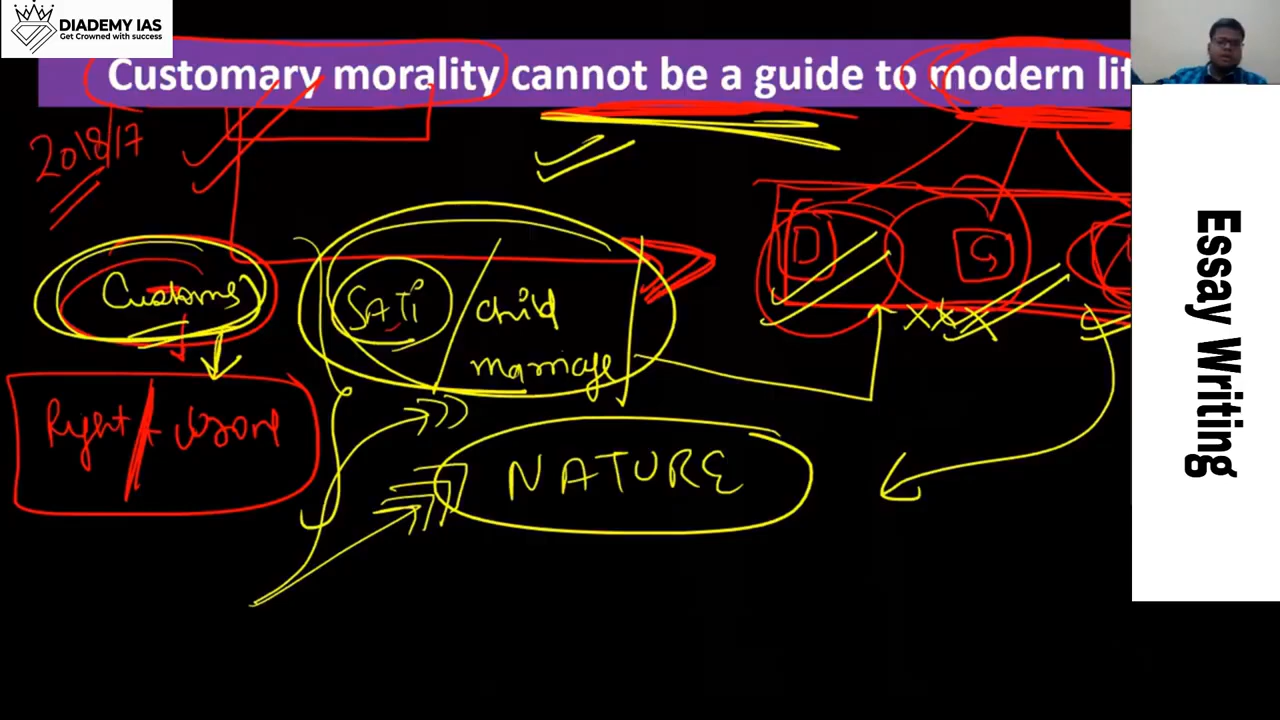 DIADEMY IAS
Get Crowned with success
Customary morality cannot be a guide to modern lif
2018/17
D
S
Customs
SATI
child
marriage
Right
NATURE
Essay Writing